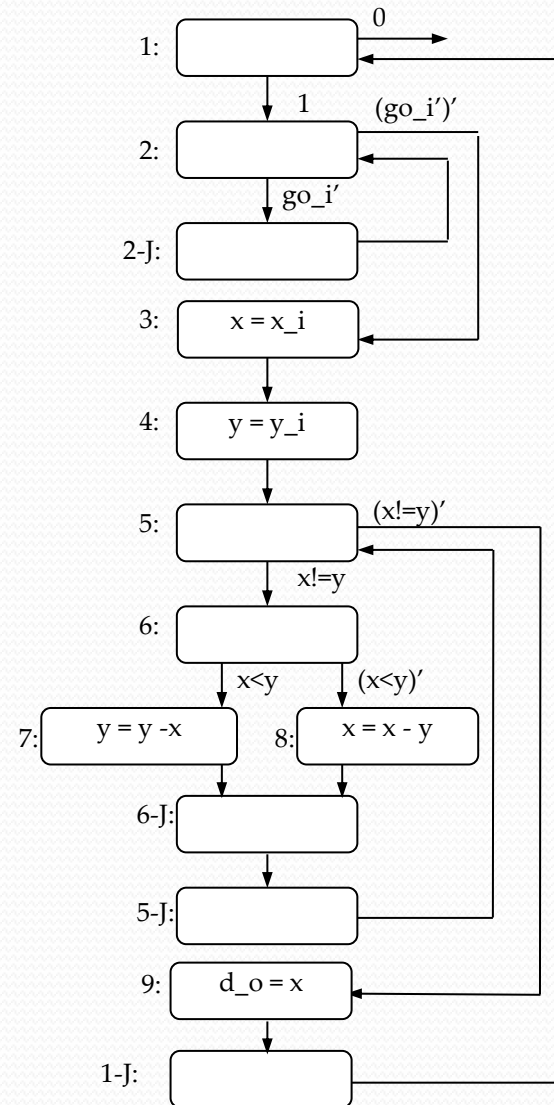 0
1:
1
(go_i’)’
2:
go_i’
2-J:
3:
x = x_i
4:
y = y_i
5:
(x!=y)’
x!=y
6:
x<y
(x<y)’
7:
y = y -x
8:
x = x - y
6-J:
5-J:
9:
d_o = x
1-J: